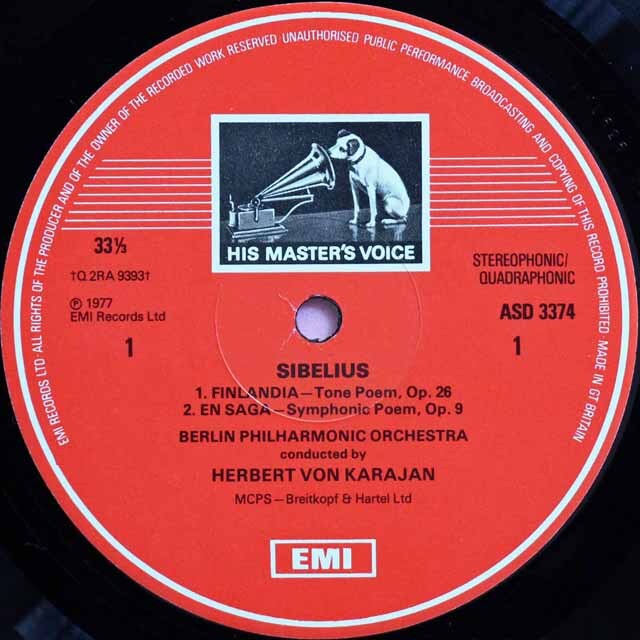 EMI RECORDS LTD · ALL RIGHTS OF THE PRODUCER AND OF THE OWNER OF THE RECORDED WORK RESERVED UNAUTHORISED PUBLIC PERFORMANCE BROADCASTING AND COPYING OF THIS RECORD PROHIBITED · MADE IN GT BRITAIN
HIS MASTER'S VOICE
33⅓
†Q 2RA 9393†
℗ 1977
EMI Records Ltd
1
STEREOPHONIC/
QUADRAPHONIC
ASD 3374
1
SIBELIUS
1. FINLANDIA—Tone Poem, Op. 26
2. EN SAGA—Symphonic Poem, Op. 9
BERLIN PHILHARMONIC ORCHESTRA
conducted by
HERBERT VON KARAJAN
MCPS—Breitkopf & Hartel Ltd
EMI